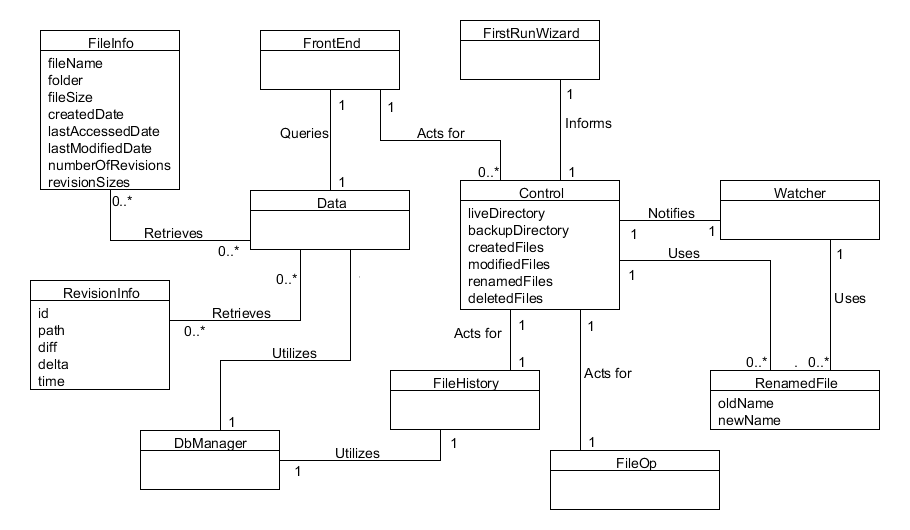 FileInfo
fileName
folder
fileSize
createdDate
lastAccessedDate
lastModifiedDate
numberOfRevisions
revisionSizes
0..*
FrontEnd
1
1
Queries
Acts for
1
0..*
FirstRunWizard
1
Informs
1
Data
Retrieves
0..*
0..*
Control
liveDirectory
backupDirectory
createdFiles
modifiedFiles
renamedFiles
deletedFiles
Notifies
1
1
Uses
1
Watcher
1
Uses
0..*
.
0..*
RevisionInfo
id
path
diff
delta
time
Retrieves
0..*
Utilizes
1
Acts for
1
1
1
Acts for
1
FileHistory
1
RenamedFile
oldName
newName
DbManager
Utilizes
1
FileOp